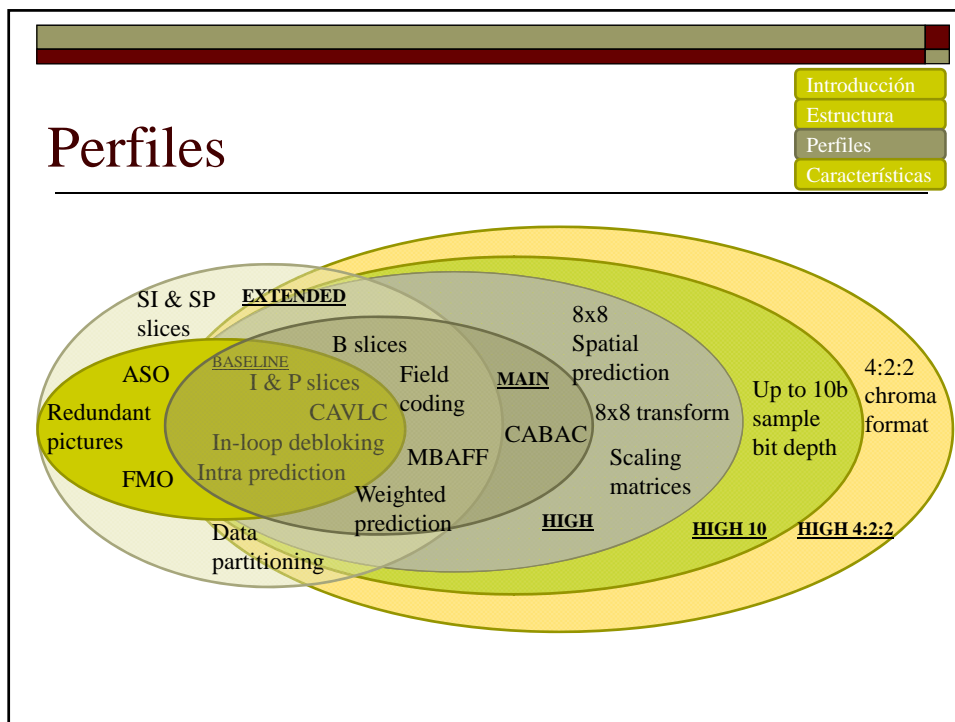 Introducción
Estructura
Perfiles
Características
Perfiles
SI & SP
slices
EXTENDED
8x8
Spatial
prediction
B slices
BASELINE
I & P slices
ASO
Field
coding
MAIN
4:2:2
chroma
format
Redundant
pictures
CAVLC
8x8 transform
Up to 10b
sample
bit depth
In-loop debloking
CABAC
FMO
Intra prediction
MBAFF
Scaling
matrices
Weighted
prediction
HIGH
HIGH 10
HIGH 4:2:2
Data
partitioning